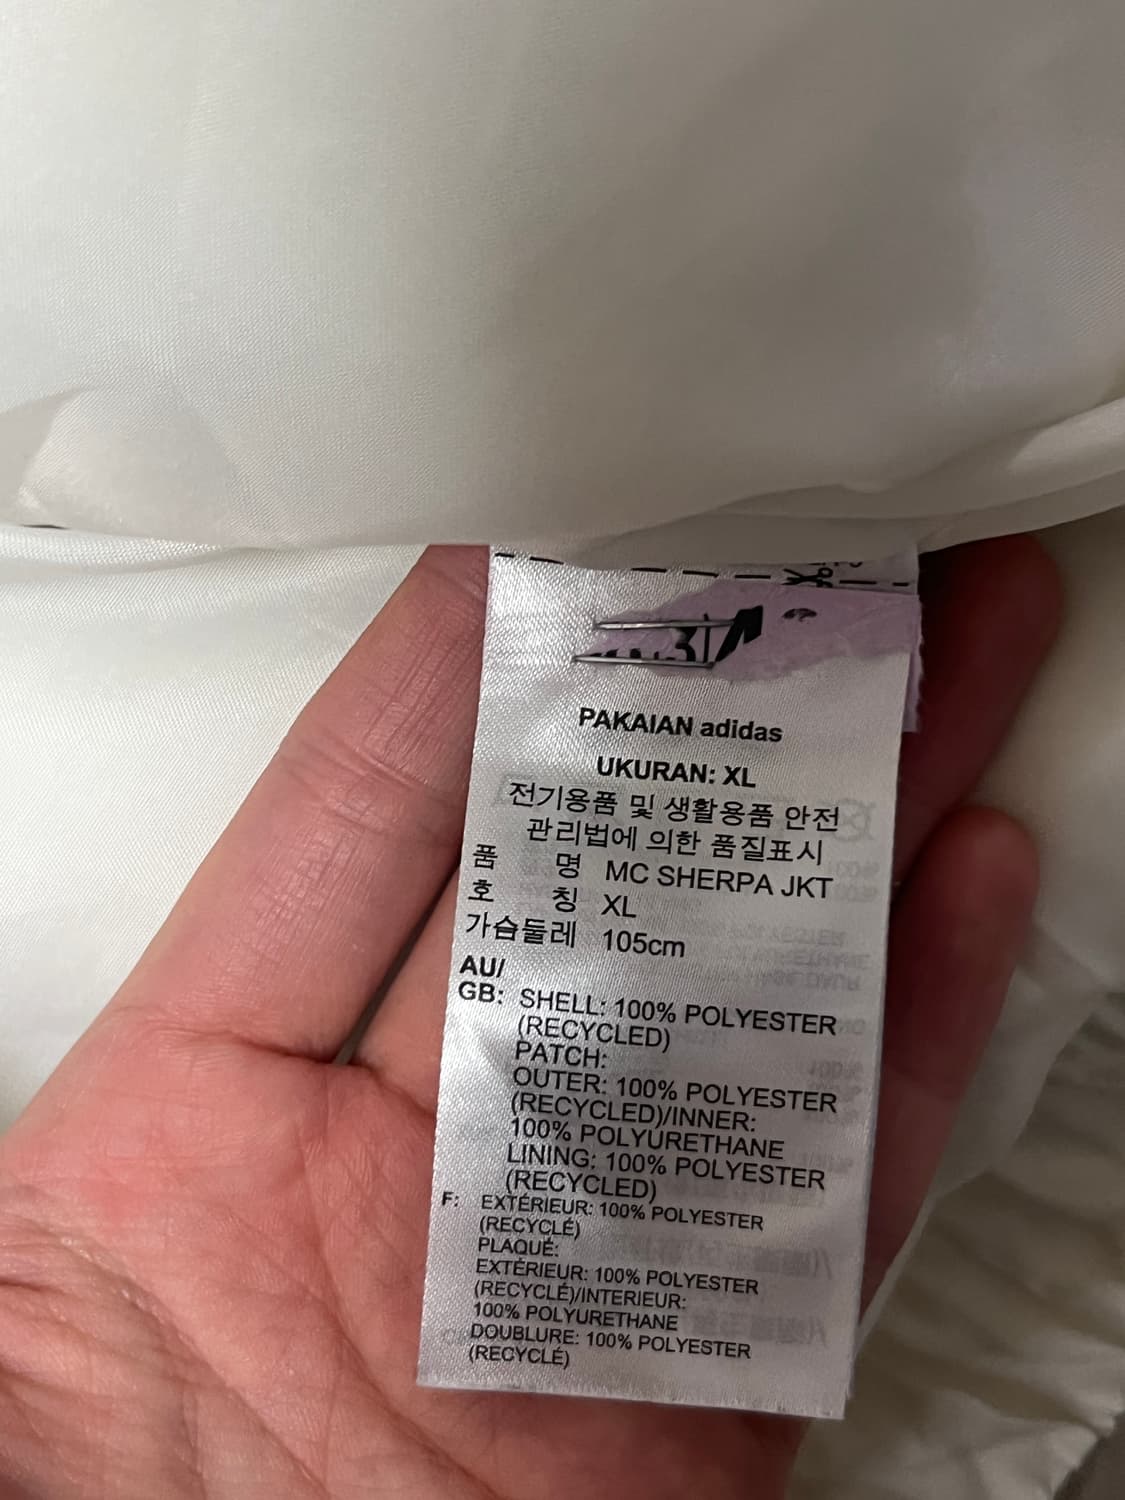 PAKAIAN adidas
UKURAN: XL
전기용품 및 생활용품 안전
관리법에 의한 품질표시
품 명 MC SHERPA JKT
호 칭 XL
가슴둘레 105cm
AU/
GB: SHELL: 100% POLYESTER
(RECYCLED)
PATCH:
OUTER: 100% POLYESTER
(RECYCLED)/INNER:
100% POLYURETHANE
LINING: 100% POLYESTER
(RECYCLED)
F: EXTÉRIEUR: 100% POLYESTER
(RECYCLÉ)
PLAQUÉ:
EXTÉRIEUR: 100% POLYESTER
(RECYCLÉ)/INTERIEUR:
100% POLYURETHANE
DOUBLURE: 100% POLYESTER
(RECYCLÉ)